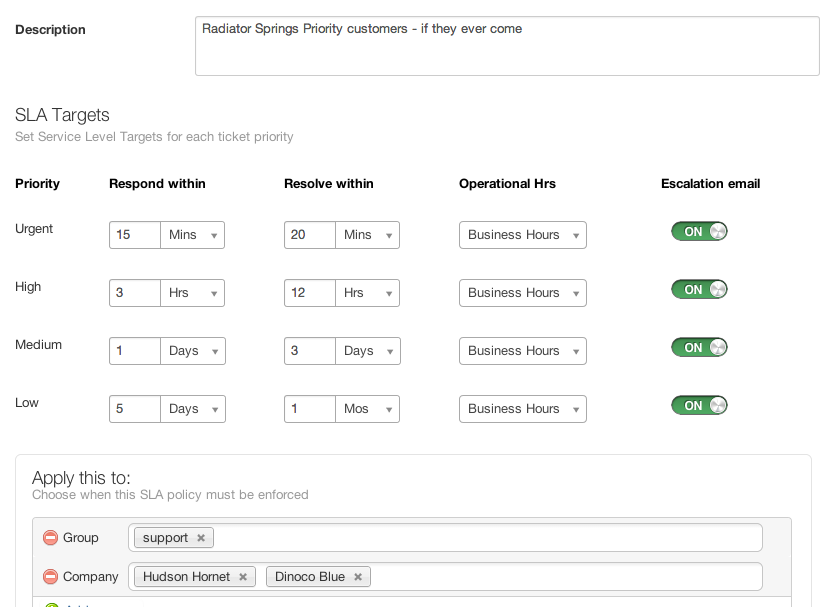 Description Radiator Springs Priority customers - if they ever come
SLA Targets
Set Service Level Targets for each ticket priority
Priority Respond within Resolve within Operational Hrs Escalation email
Urgent 15 Mins 20 Mins Business Hours ON
High 3 Hrs 12 Hrs Business Hours ON
Medium 1 Days 3 Days Business Hours ON
Low 5 Days 1 Mos Business Hours ON
Apply this to:
Choose when this SLA policy must be enforced
Group support
Company Hudson Hornet Dinoco Blue